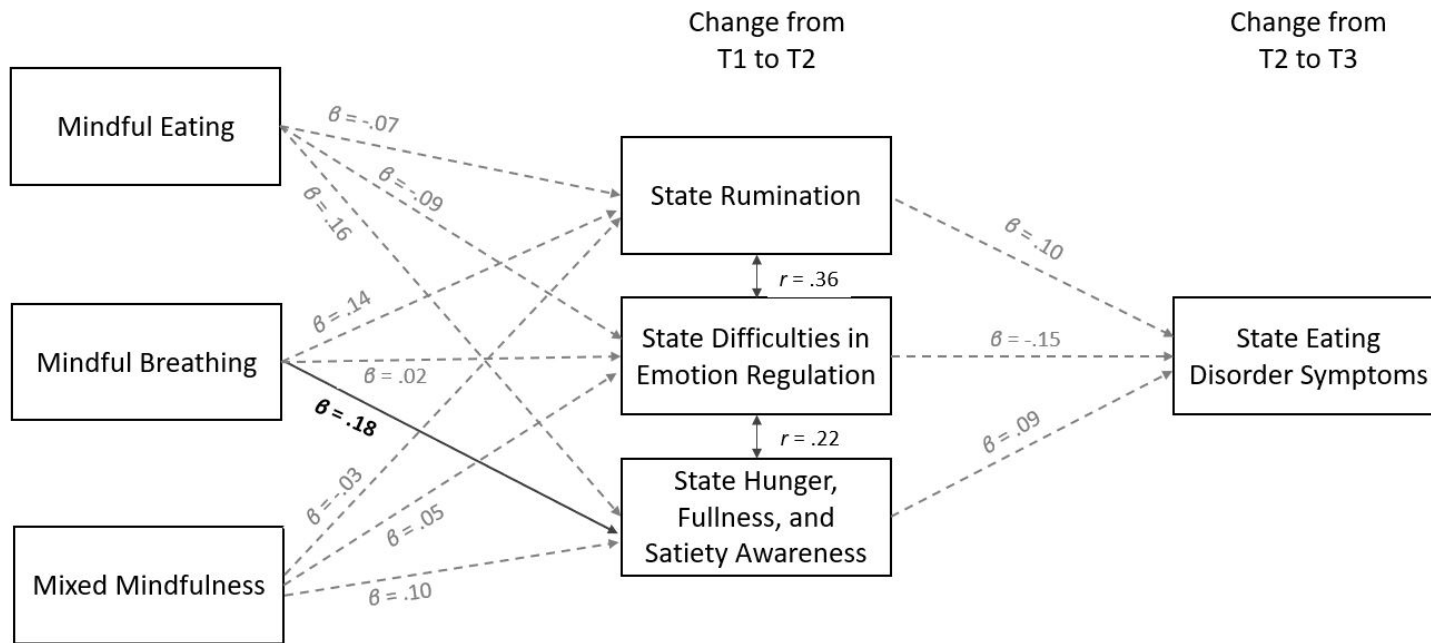 Change from
T1 to T2
Change from
T2 to T3
Mindful Eating
Mindful Breathing
Mixed Mindfulness
β = -.07
β = -.09
β = .16
β = .14
β = .02
β = .18
β = -.03
β = .05
β = .10
State Rumination
r = .36
State Difficulties in
Emotion Regulation
r = .22
State Hunger,
Fullness, and
Satiety Awareness
β = .10
β = -.15
β = .09
State Eating
Disorder Symptoms